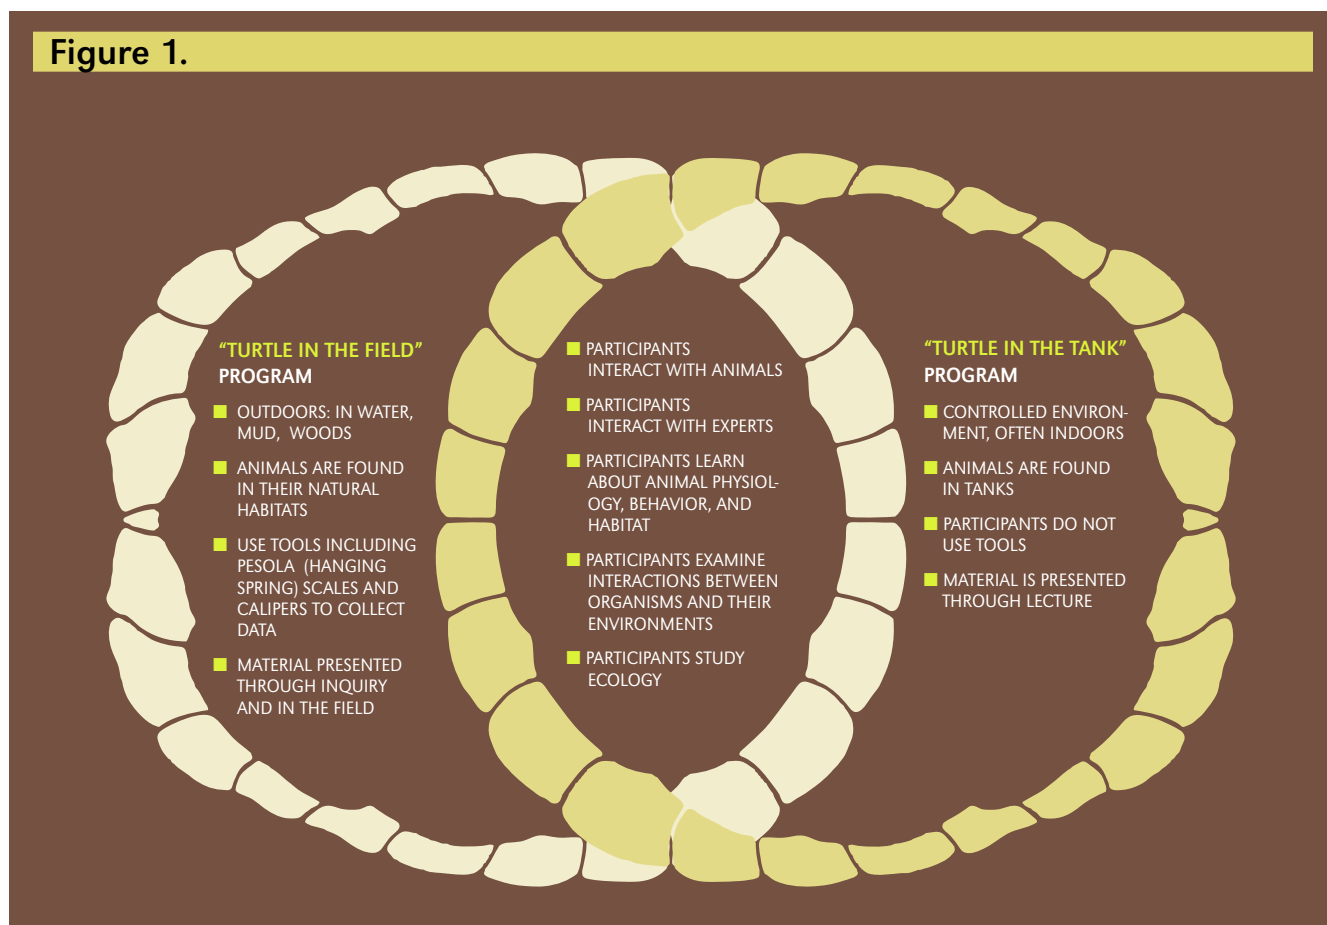 Figure 1.
“TURTLE IN THE FIELD”
PROGRAM
OUTDOORS: IN WATER,
MUD, WOODS
ANIMALS ARE FOUND
IN THEIR NATURAL
HABITATS
USE TOOLS INCLUDING
PESOLA (HANGING
SPRING) SCALES AND
CALIPERS TO COLLECT
DATA
MATERIAL PRESENTED
THROUGH INQUIRY
AND IN THE FIELD
PARTICIPANTS
INTERACT WITH ANIMALS
PARTICIPANTS
INTERACT WITH EXPERTS
PARTICIPANTS LEARN
ABOUT ANIMAL PHYSIOL-
OGY, BEHAVIOR, AND
HABITAT
PARTICIPANTS EXAMINE
INTERACTIONS BETWEEN
ORGANISMS AND THEIR
ENVIRONMENTS
PARTICIPANTS STUDY
ECOLOGY
“TURTLE IN THE TANK”
PROGRAM
CONTROLLED ENVIRON-
MENT, OFTEN INDOORS
ANIMALS ARE FOUND
IN TANKS
PARTICIPANTS DO NOT
USE TOOLS
MATERIAL IS PRESENTED
THROUGH LECTURE